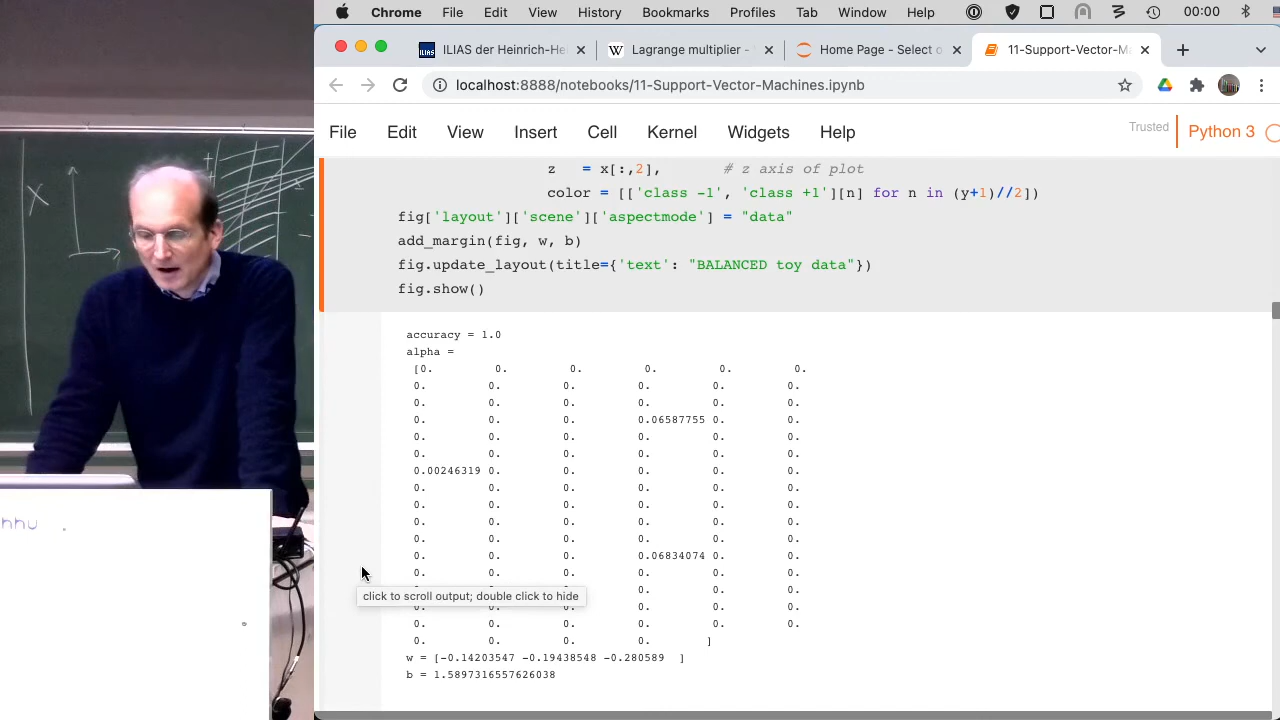 Chrome File Edit View History Bookmarks Profiles Tab Window Help 00:00
ILIAS der Heinrich-He Lagrange multiplier - Home Page - Select o 11-Support-Vector-M
localhost:8888/notebooks/11-Support-Vector-Machines.ipynb
File Edit View Insert Cell Kernel Widgets Help Trusted Python 3
z = x[:,2], # z axis of plot
color = [['class -1', 'class +1'][n] for n in (y+1)//2])
fig['layout']['scene']['aspectmode'] = "data"
add_margin(fig, w, b)
fig.update_layout(title={'text': "BALANCED toy data"})
fig.show()
accuracy = 1.0
alpha =
[0. 0. 0. 0. 0. 0.
0. 0. 0. 0. 0. 0.
0. 0. 0. 0. 0. 0.
0. 0. 0. 0.06587755 0. 0.
0. 0. 0. 0. 0. 0.
0. 0. 0. 0. 0. 0.
0.00246319 0. 0. 0. 0. 0.
0. 0. 0. 0. 0. 0.
0. 0. 0. 0. 0. 0.
0. 0. 0. 0. 0. 0.
0. 0. 0. 0. 0. 0.
0. 0. 0. 0.06834074 0. 0.
0. 0. 0. 0. 0. 0.
0. 0. 0.
click to scroll output; double click to hide
0. 0. 0. 0. 0. 0.
0. 0. 0. 0. 0. 0.
0. 0. 0. 0. ]
w = [-0.14203547 -0.19438548 -0.280589 ]
b = 1.5897316557626038
X